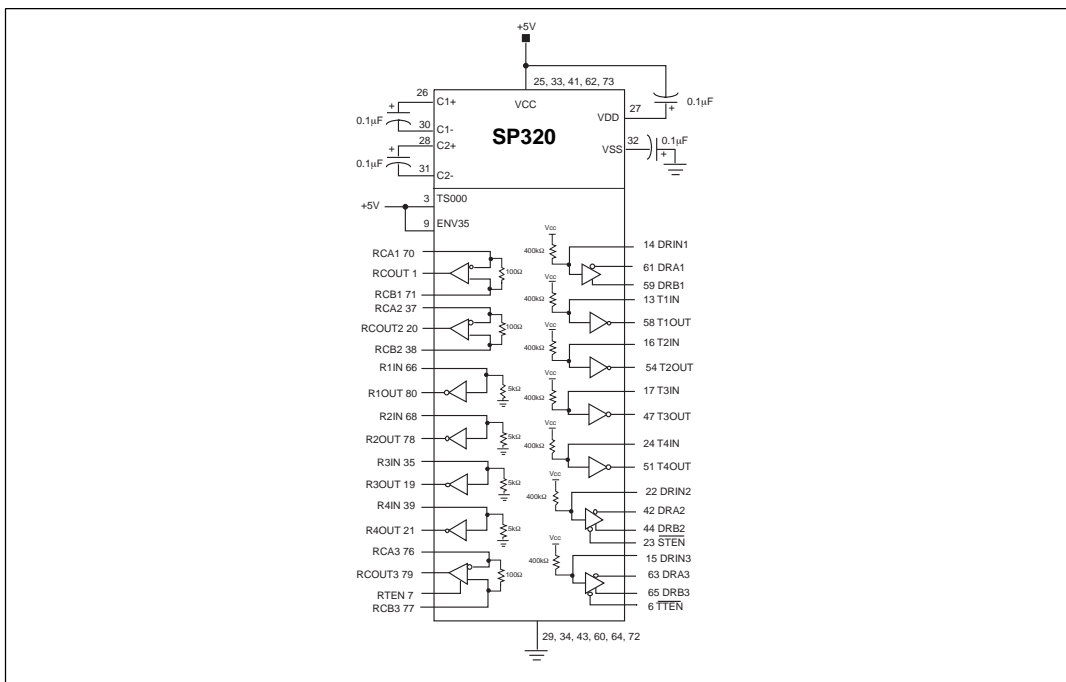 +5V
25, 33, 41, 62, 73
26
C1+
VCC
27
VDD
+
0.1µF
+
0.1µF
30
C1-
28
C2+
SP320
32
VSS
0.1µF
+
+
0.1µF
31
C2-
+5V
3
TS000
9
ENV35
RCA1 70
RCOUT 1
100Ω
RCB1 71
RCA2 37
RCOUT2 20
100Ω
RCB2 38
R1IN 66
R1OUT 80
5kΩ
R2IN 68
R2OUT 78
5kΩ
R3IN 35
R3OUT 19
5kΩ
R4IN 39
R4OUT 21
5kΩ
RCA3 76
RCOUT3 79
100Ω
RTEN 7
RCB3 77
Vcc
400kΩ
14 DRIN1
61 DRA1
59 DRB1
Vcc
400kΩ
13 T1IN
58 T1OUT
Vcc
400kΩ
16 T2IN
54 T2OUT
Vcc
400kΩ
17 T3IN
47 T3OUT
Vcc
400kΩ
24 T4IN
51 T4OUT
Vcc
400kΩ
22 DRIN2
42 DRA2
44 DRB2
23 STEN
Vcc
400kΩ
15 DRIN3
63 DRA3
65 DRB3
6 TTEN
29, 34, 43, 60, 64, 72